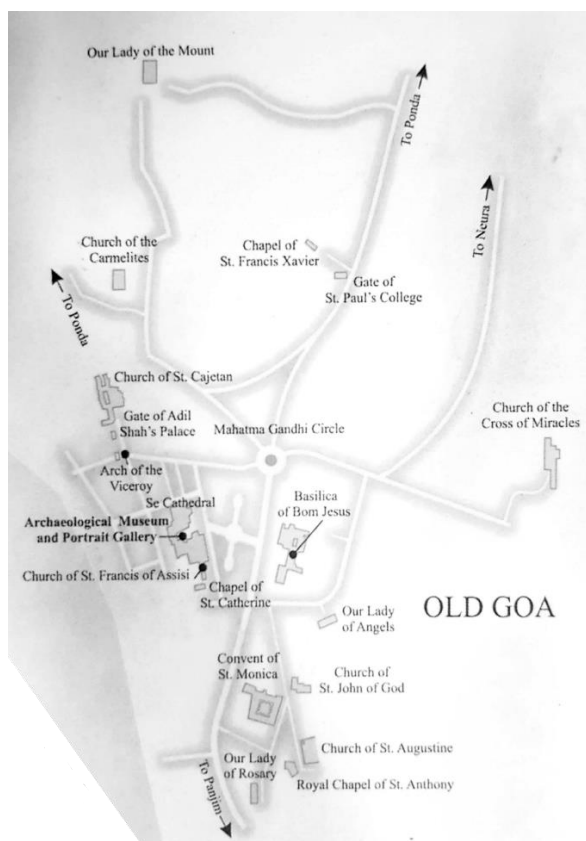 Our Lady of the Mount
To Ponda
To Neura
Church of the
Carmelites
Chapel of
St. Francis Xavier
Gate of
St. Paul's College
To Ponda
Church of St. Cajetan
Gate of Adil
Shah's Palace
Mahatma Gandhi Circle
Church of the
Cross of Miracles
Arch of the
Viceroy
Se Cathedral
Basilica
of Bom Jesus
Archaeological Museum
and Portrait Gallery
Church of St. Francis of Assisi
Chapel of
St. Catherine
Our Lady
of Angels
OLD GOA
Convent of
St. Monica
Church of
St. John of God
Church of St. Augustine
Our Lady
of Rosary
Royal Chapel of St. Anthony
To Panjim